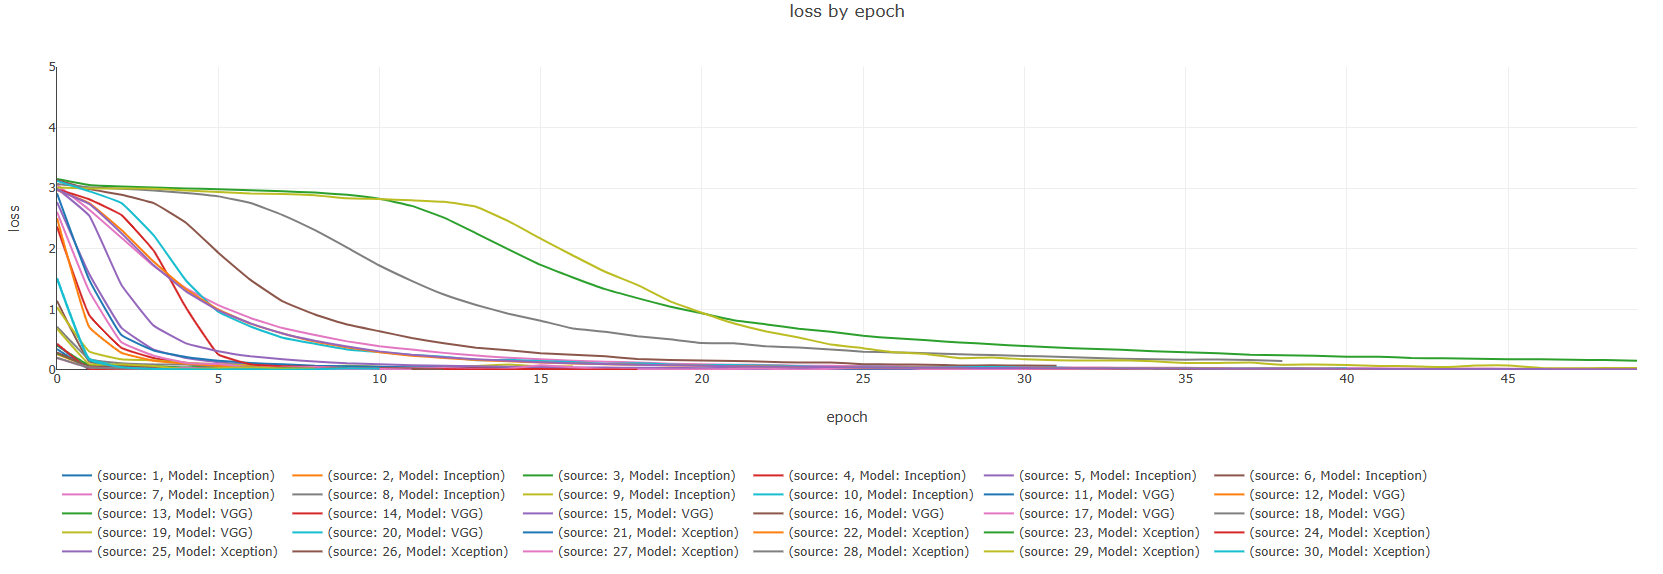 loss by epoch
5
4
3
2
1
0
loss
0 5 10 15 20 25 30 35 40 45
epoch
(source: 1, Model: Inception) (source: 2, Model: Inception) (source: 3, Model: Inception) (source: 4, Model: Inception) (source: 5, Model: Inception) (source: 6, Model: Inception)
(source: 7, Model: Inception) (source: 8, Model: Inception) (source: 9, Model: Inception) (source: 10, Model: Inception) (source: 11, Model: VGG) (source: 12, Model: VGG)
(source: 13, Model: VGG) (source: 14, Model: VGG) (source: 15, Model: VGG) (source: 16, Model: VGG) (source: 17, Model: VGG) (source: 18, Model: VGG)
(source: 19, Model: VGG) (source: 20, Model: VGG) (source: 21, Model: Xception) (source: 22, Model: Xception) (source: 23, Model: Xception) (source: 24, Model: Xception)
(source: 25, Model: Xception) (source: 26, Model: Xception) (source: 27, Model: Xception) (source: 28, Model: Xception) (source: 29, Model: Xception) (source: 30, Model: Xception)